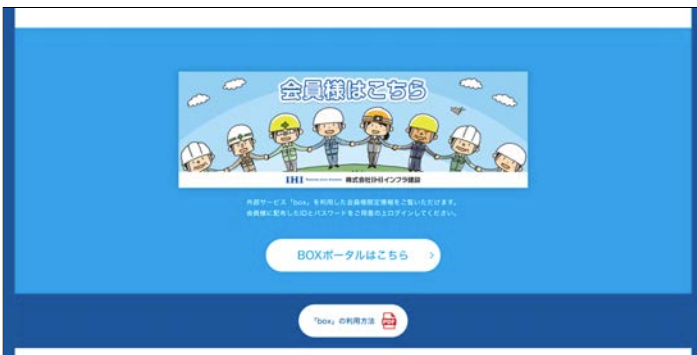 会員様はこちら
IHI 株式会社IHIインフラ建設
外部サービス「box」を利用した会員様限定情報をご覧いただけます。
会員様に配布したIDとパスワードをご用意の上ログインしてください。
BOXポータルはこちら
「box」の利用方法 PDF